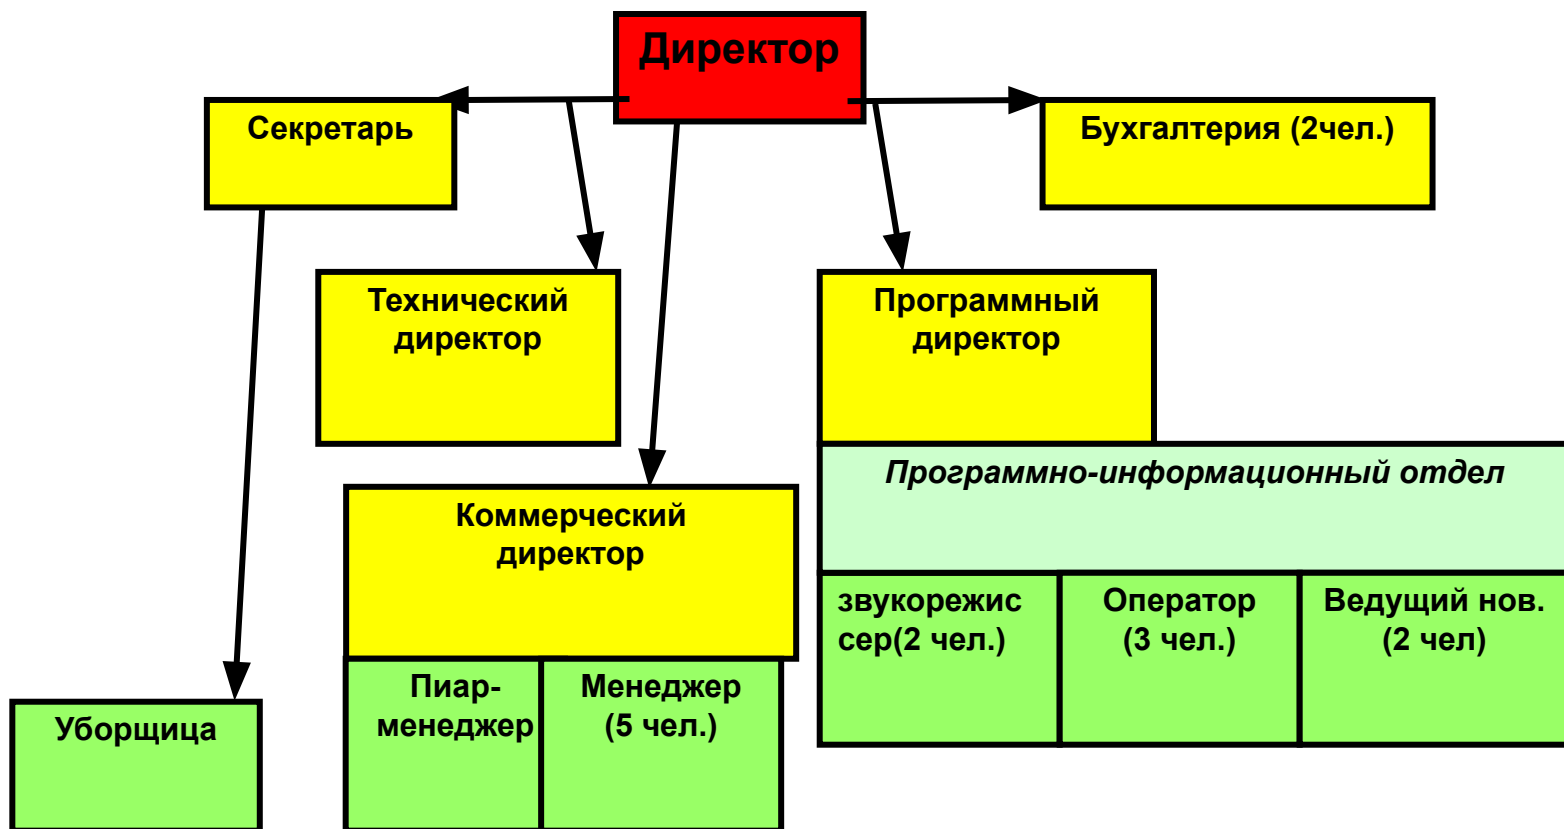 Директор
Секретарь
Бухгалтерия (2чел.)
Технический
директор
Программный
директор
Программно-информационный отдел
Коммерческий
директор
звукорежис
сер(2 чел.)
Оператор
(3 чел.)
Ведущий нов.
(2 чел)
Пиар-
менеджер
Менеджер
(5 чел.)
Уборщица